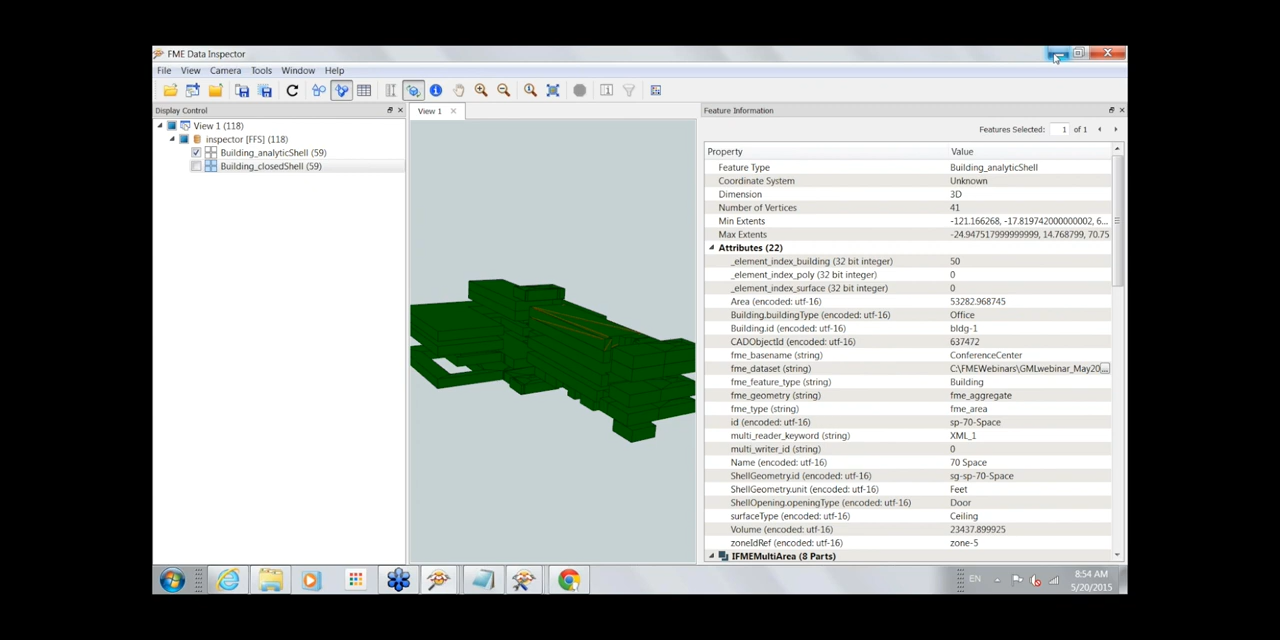 FME Data Inspector
File View Camera Tools Window Help
Display Control
View 1
Feature Information
View 1 (118)
inspector [FFS] (118)
Building_analyticShell (59)
Building_closedShell (59)
Features Selected: 1 of 1
Property Value
Feature Type Building_analyticShell
Coordinate System Unknown
Dimension 3D
Number of Vertices 41
Min Extents -121.166268, -17.819742000000002, 6...
Max Extents -24.947517999999999, 14.768799, 70.75
Attributes (22)
_element_index_building (32 bit integer) 50
_element_index_poly (32 bit integer) 0
_element_index_surface (32 bit integer) 0
Area (encoded: utf-16) 53282.968745
Building.buildingType (encoded: utf-16) Office
Building.id (encoded: utf-16) bldg-1
CADObjectId (encoded: utf-16) 637472
fme_basename (string) ConferenceCenter
fme_dataset (string) C:\FMEWebinars\GMLwebinar_May20...
fme_feature_type (string) Building
fme_geometry (string) fme_aggregate
fme_type (string) fme_area
id (encoded: utf-16) sp-70-Space
multi_reader_keyword (string) XML_1
multi_writer_id (string) 0
Name (encoded: utf-16) 70 Space
ShellGeometry.id (encoded: utf-16) sg-sp-70-Space
ShellGeometry.unit (encoded: utf-16) Feet
ShellOpening.openingType (encoded: utf-16) Door
surfaceType (encoded: utf-16) Ceiling
Volume (encoded: utf-16) 23437.899925
zoneIdRef (encoded: utf-16) zone-5
IFMEMultiArea (8 Parts)
EN
8:54 AM
5/20/2015